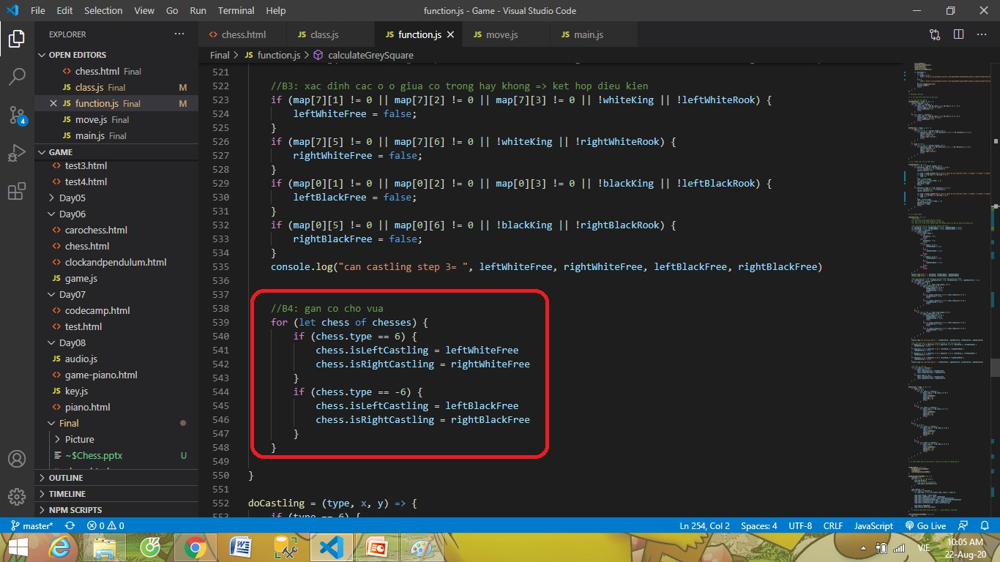 File Edit Selection View Go Run Terminal Help function.js - Game - Visual Studio Code
EXPLORER ···
chess.html JS class.js JS function.js JS move.js JS main.js
OPEN EDITORS
chess.html Final
JS class.js Final M
JS function.js Final M
JS move.js Final
JS main.js Final
GAME
test3.html
test4.html
Day05
Day06
carochess.html
chess.html
clockandpendulum.html
JS game.js
Day07
codecamp.html
test.html
Day08
JS audio.js
game-piano.html
JS key.js
piano.html
Final
Picture
~$Chess.pptx U
OUTLINE
TIMELINE
NPM SCRIPTS
Final > JS function.js > calculateGreySquare
521
522 //B3: xac dinh cac o o giua co trong hay khong => ket hop dieu kien
523 if (map[7][1] != 0 || map[7][2] != 0 || map[7][3] != 0 || !whiteKing || !leftWhiteRook) {
524 leftWhiteFree = false;
525 }
526 if (map[7][5] != 0 || map[7][6] != 0 || !whiteKing || !rightWhiteRook) {
527 rightWhiteFree = false;
528 }
529 if (map[0][1] != 0 || map[0][2] != 0 || map[0][3] != 0 || !blackKing || !leftBlackRook) {
530 leftBlackFree = false;
531 }
532 if (map[0][5] != 0 || map[0][6] != 0 || !blackKing || !rightBlackRook) {
533 rightBlackFree = false;
534 }
535 console.log("can castling step 3= ", leftWhiteFree, rightWhiteFree, leftBlackFree, rightBlackFree)
536
537
538 //B4: gan co cho vua
539 for (let chess of chesses) {
540 if (chess.type == 6) {
541 chess.isLeftCastling = leftWhiteFree
542 chess.isRightCastling = rightWhiteFree
543 }
544 if (chess.type == -6) {
545 chess.isLeftCastling = leftBlackFree
546 chess.isRightCastling = rightBlackFree
547 }
548 }
549
550 }
551
552 doCastling = (type, x, y) => {
553 if (type == 6) {
4
master* 0 0 Ln 254, Col 2 Spaces: 4 UTF-8 CRLF JavaScript Go Live
VIE 10:05 AM
22-Aug-20